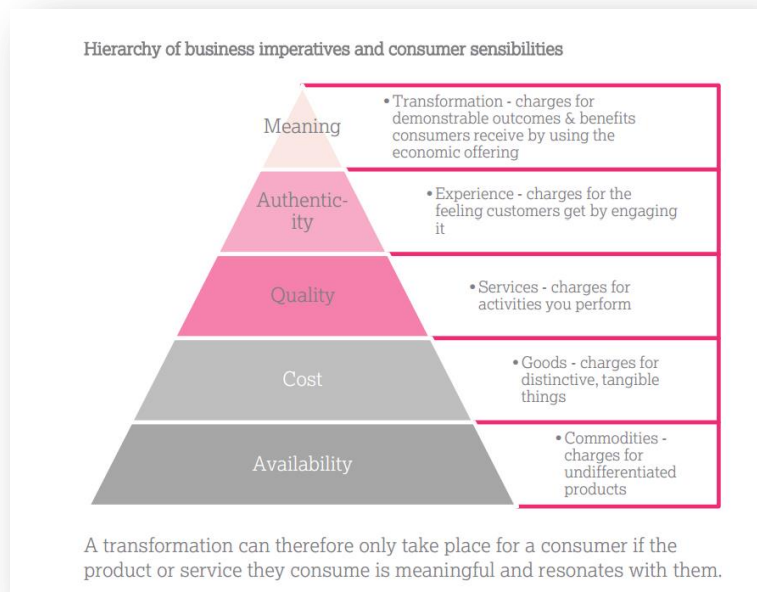 Hierarchy of business imperatives and consumer sensibilities
Meaning
• Transformation - charges for
demonstrable outcomes & benefits
consumers receive by using the
economic offering
Authentic-
ity
• Experience - charges for the
feeling customers get by engaging
it
Quality
• Services - charges for
activities you perform
Cost
• Goods - charges for
distinctive, tangible
things
Availability
• Commodities -
charges for
undifferentiated
products
A transformation can therefore only take place for a consumer if the
product or service they consume is meaningful and resonates with them.